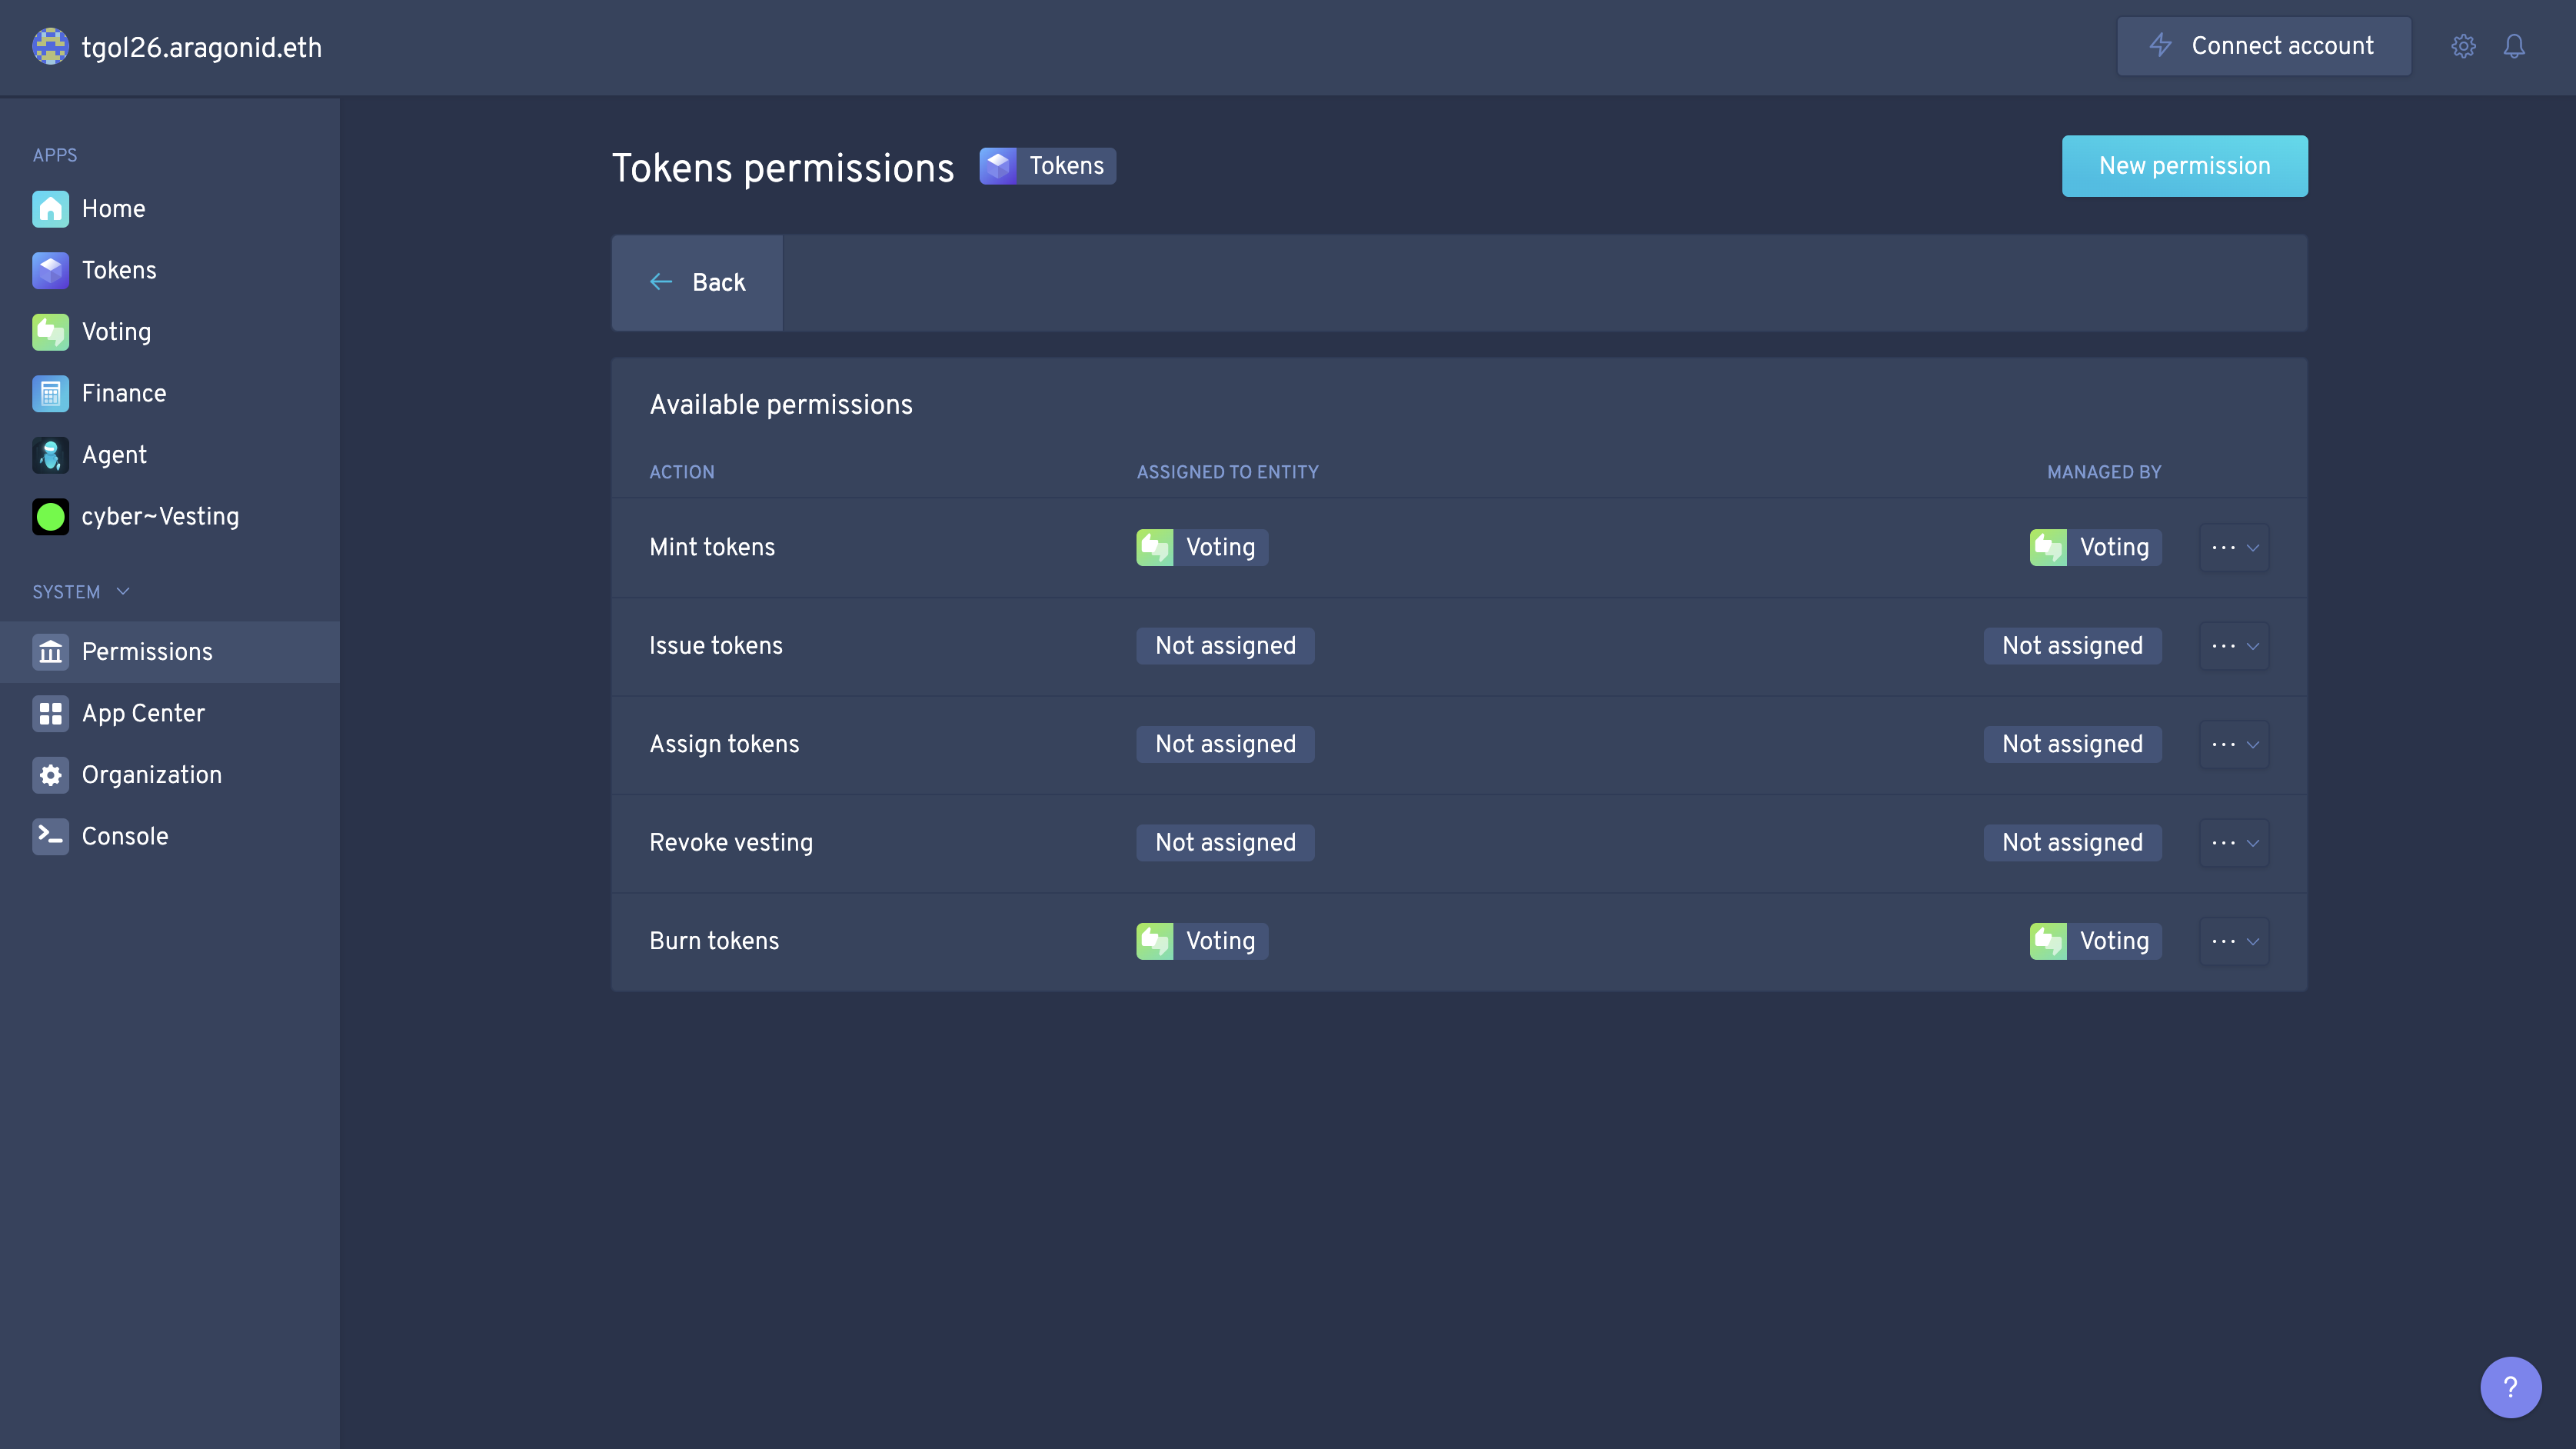 tgol26.aragonid.eth
Connect account
APPS
Home
Tokens
Voting
Finance
Agent
cyber~Vesting
SYSTEM
Permissions
App Center
Organization
Console
Tokens permissions
Tokens
New permission
Back
Available permissions
ACTION ASSIGNED TO ENTITY MANAGED BY
Mint tokens Voting Voting
Issue tokens Not assigned Not assigned
Assign tokens Not assigned Not assigned
Revoke vesting Not assigned Not assigned
Burn tokens Voting Voting
?